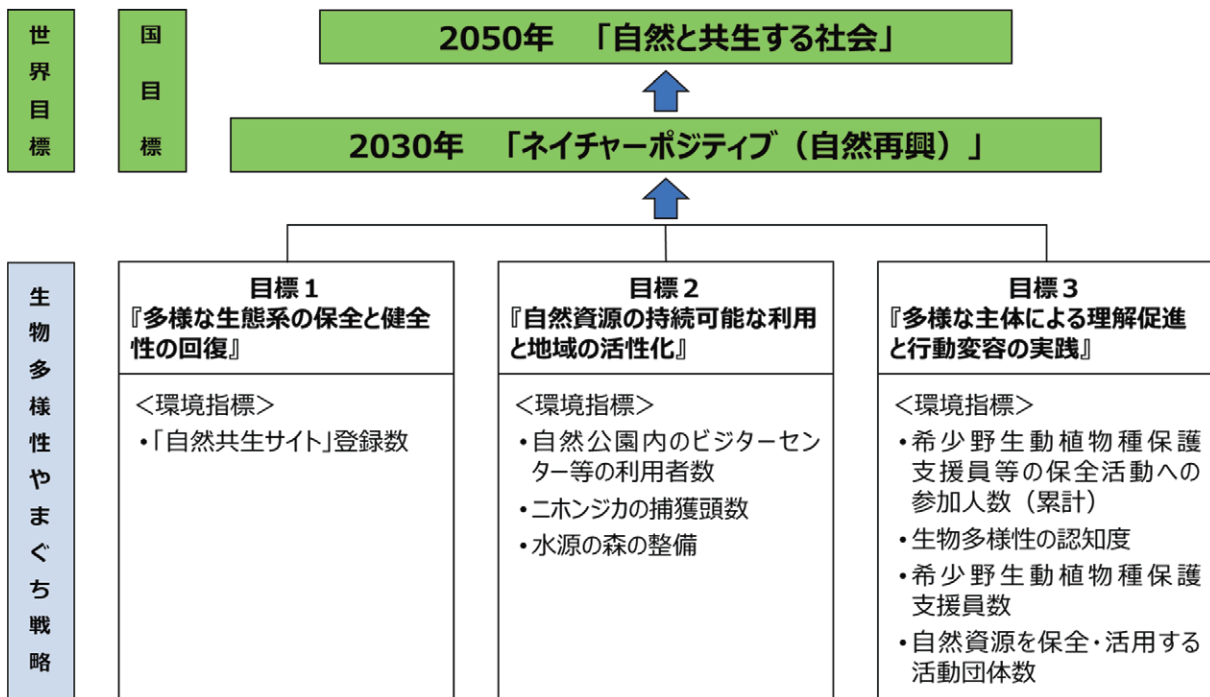 世界目標
国目標
2050年 「自然と共生する社会」
2030年 「ネイチャーポジティブ（自然再興）」
生物多様性やまぐち戦略
目標１
『多様な生態系の保全と健全
性の回復』
＜環境指標＞
・「自然共生サイト」登録数
目標２
『自然資源の持続可能な利用
と地域の活性化』
＜環境指標＞
・自然公園内のビジターセン
ター等の利用者数
・ニホンジカの捕獲頭数
・水源の森の整備
目標３
『多様な主体による理解促進
と行動変容の実践』
＜環境指標＞
・希少野生動植物種保護
支援員等の保全活動への
参加人数（累計）
・生物多様性の認知度
・希少野生動植物種保護
支援員数
・自然資源を保全・活用する
活動団体数